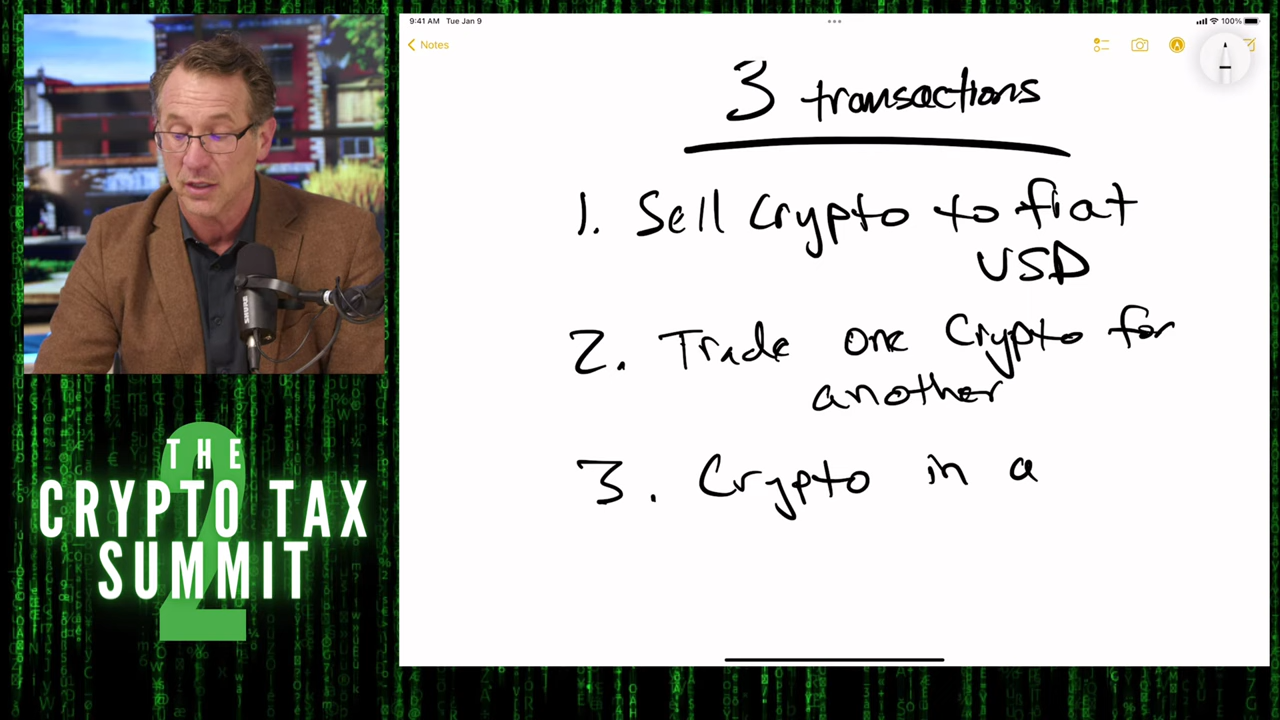 9:41 AM Tue Jan 9
100%
Notes
3 transactions
1. Sell Crypto to fiat
USD
2. Trade one Crypto for
another
3. Crypto in a
SHURE
THE
2
CRYPTO TAX
SUMMIT